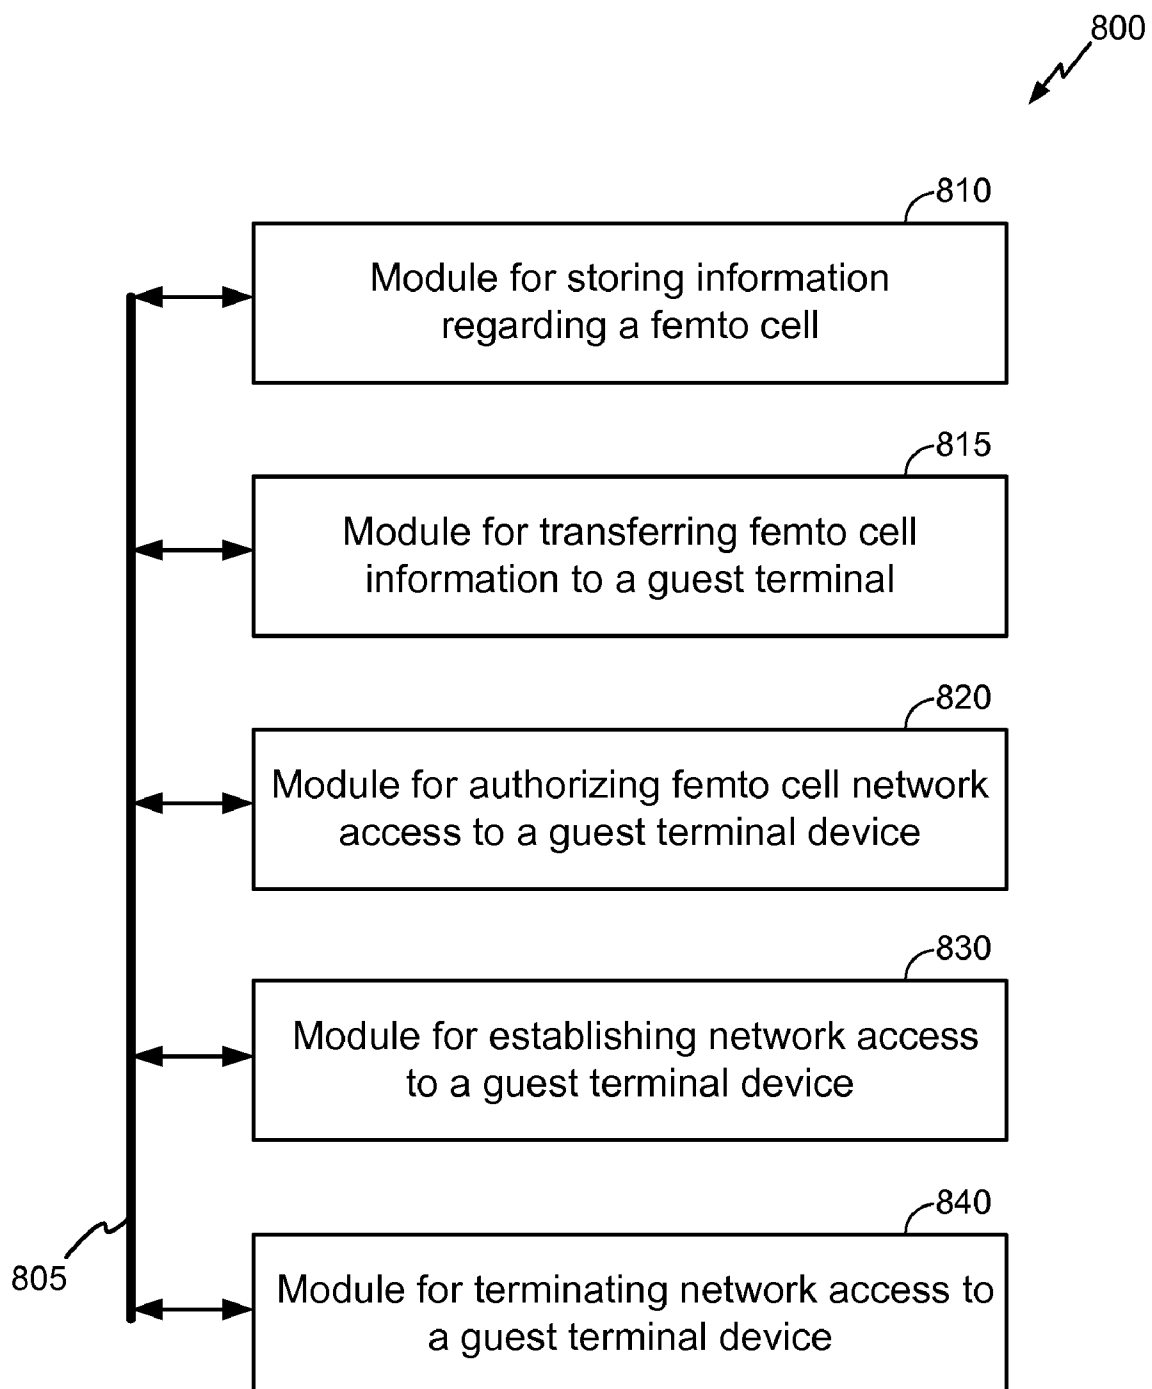 800
810
Module for storing information
regarding a femto cell
815
Module for transferring femto cell
information to a guest terminal
820
Module for authorizing femto cell network
access to a guest terminal device
830
Module for establishing network access
to a guest terminal device
840
805
Module for terminating network access to
a guest terminal device